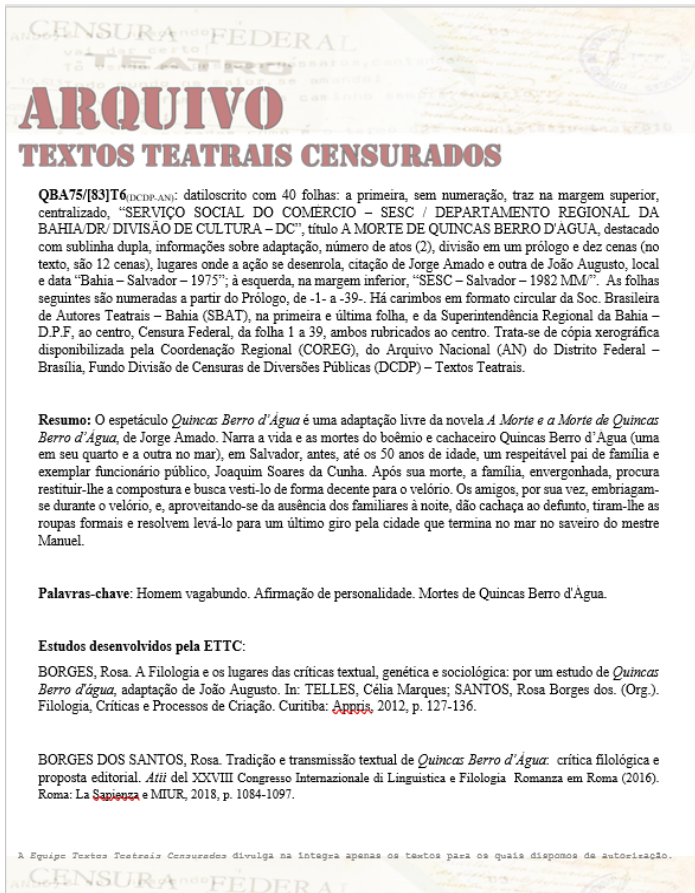 CENSURA FEDERAL
TEATRO
ARQUIVO
TEXTOS TEATRAIS CENSURADOS
QBA75/[83]T6(DCDP-AN): datiloscrito com 40 folhas: a primeira, sem numeração, traz na margem superior,
centralizado, “SERVIÇO SOCIAL DO COMÉRCIO – SESC / DEPARTAMENTO REGIONAL DA
BAHIA/DR/ DIVISÃO DE CULTURA – DC”, título A MORTE DE QUINCAS BERRO D'ÁGUA, destacado
com sublinha dupla, informações sobre adaptação, número de atos (2), divisão em um prólogo e dez cenas (no
texto, são 12 cenas), lugares onde a ação se desenrola, citação de Jorge Amado e outra de João Augusto, local
e data “Bahia – Salvador – 1975”; à esquerda, na margem inferior, “SESC – Salvador – 1982 MM/”. As folhas
seguintes são numeradas a partir do Prólogo, de -1- a -39-. Há carimbos em formato circular da Soc. Brasileira
de Autores Teatrais – Bahia (SBAT), na primeira e última folha, e da Superintendência Regional da Bahia –
D.P.F, ao centro, Censura Federal, da folha 1 a 39, ambos rubricados ao centro. Trata-se de cópia xerográfica
disponibilizada pela Coordenação Regional (COREG), do Arquivo Nacional (AN) do Distrito Federal –
Brasília, Fundo Divisão de Censuras de Diversões Públicas (DCDP) – Textos Teatrais.
Resumo: O espetáculo Quincas Berro d'Água é uma adaptação livre da novela A Morte e a Morte de Quincas
Berro d'Água, de Jorge Amado. Narra a vida e as mortes do boêmio e cachaceiro Quincas Berro d’Água (uma
em seu quarto e a outra no mar), em Salvador, antes, até os 50 anos de idade, um respeitável pai de família e
exemplar funcionário público, Joaquim Soares da Cunha. Após sua morte, a família, envergonhada, procura
restituir-lhe a compostura e busca vesti-lo de forma decente para o velório. Os amigos, por sua vez, embriagam-
se durante o velório, e, aproveitando-se da ausência dos familiares à noite, dão cachaça ao defunto, tiram-lhe as
roupas formais e resolvem levá-lo para um último giro pela cidade que termina no mar no saveiro do mestre
Manuel.
Palavras-chave: Homem vagabundo. Afirmação de personalidade. Mortes de Quincas Berro d'Água.
Estudos desenvolvidos pela ETTC:
BORGES, Rosa. A Filologia e os lugares das críticas textual, genética e sociológica: por um estudo de Quincas
Berro d'água, adaptação de João Augusto. In: TELLES, Célia Marques; SANTOS, Rosa Borges dos. (Org.).
Filologia, Críticas e Processos de Criação. Curitiba: Appris, 2012, p. 127-136.
BORGES DOS SANTOS, Rosa. Tradição e transmissão textual de Quincas Berro d'Água: crítica filológica e
proposta editorial. Atii del XXVIII Congresso Internazionale di Linguistica e Filologia Romanza em Roma (2016).
Roma: La Sapienza e MIUR, 2018, p. 1084-1097.
A Equipe Textos Teatrais Censurados divulga na íntegra apenas os textos para os quais dispomos de autorização.
CENSURA FEDERAL